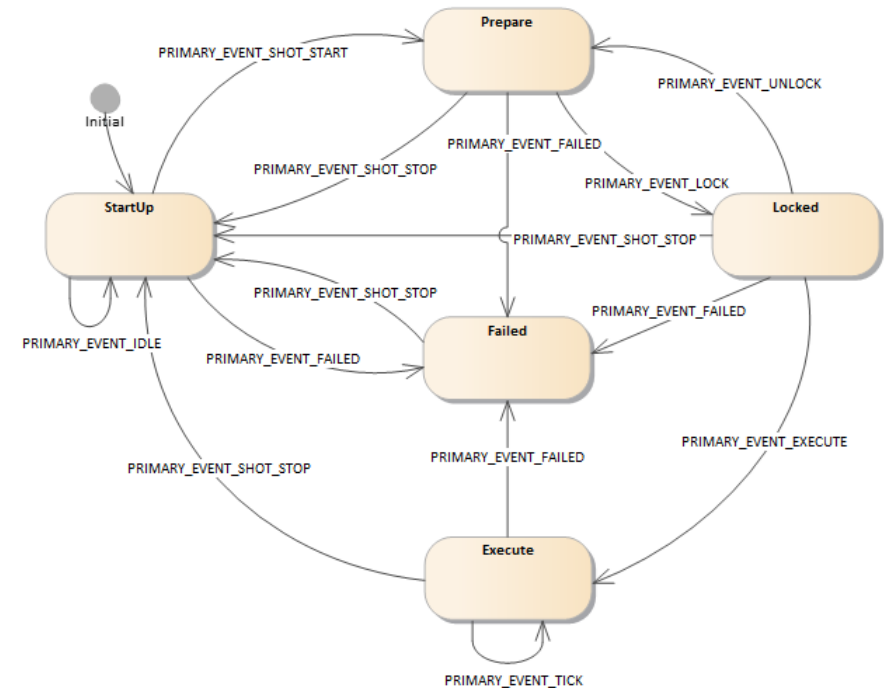 Prepare
PRIMARY_EVENT_SHOT_START
PRIMARY_EVENT_UNLOCK
Initial
PRIMARY_EVENT_FAILED
PRIMARY_EVENT_SHOT_STOP
PRIMARY_EVENT_LOCK
StartUp
Locked
PRIMARY_EVENT_SHOT_STOP
PRIMARY_EVENT_SHOT_STOP
PRIMARY_EVENT_FAILED
Failed
PRIMARY_EVENT_IDLE
PRIMARY_EVENT_FAILED
PRIMARY_EVENT_EXECUTE
PRIMARY_EVENT_FAILED
PRIMARY_EVENT_SHOT_STOP
Execute
PRIMARY_EVENT_TICK